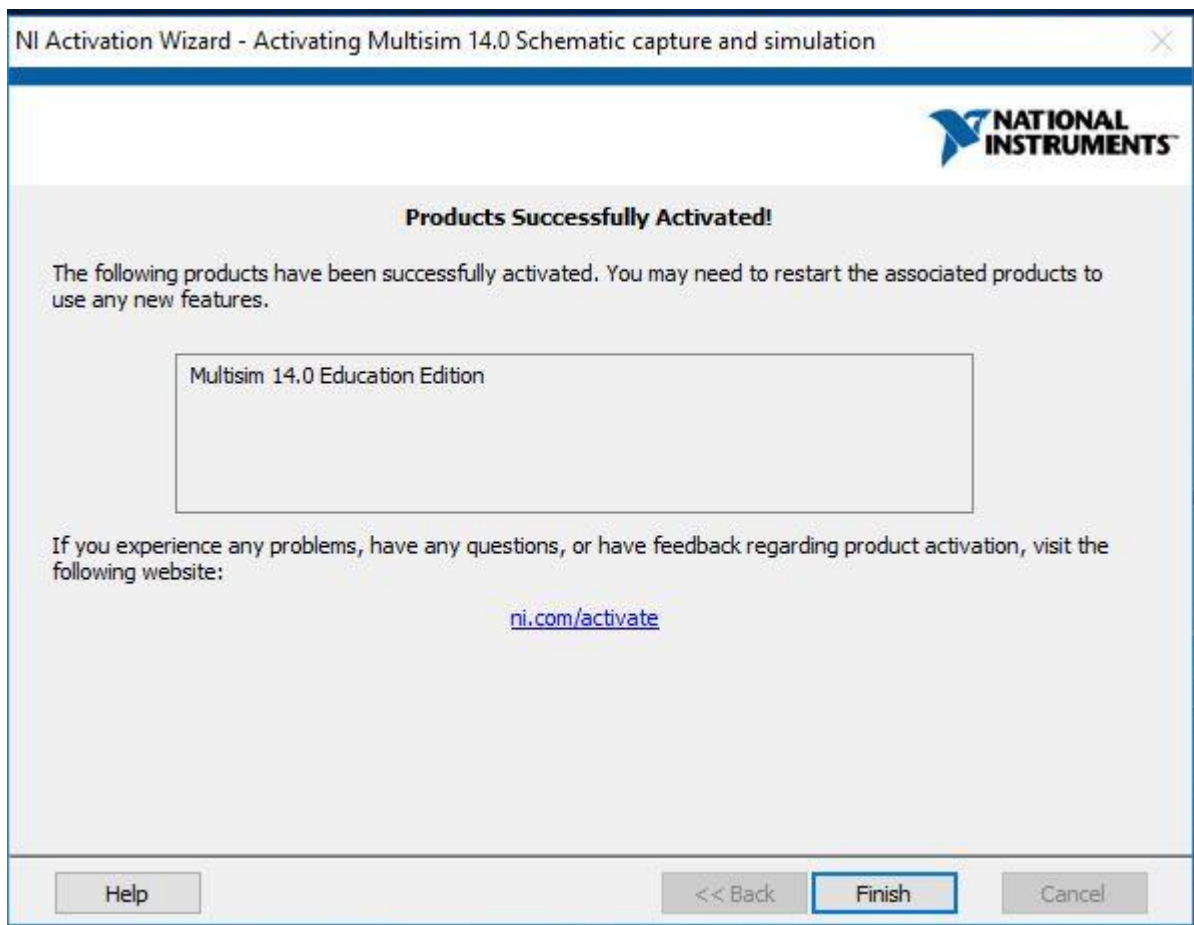 NI Activation Wizard - Activating Multisim 14.0 Schematic capture and simulation
NATIONAL
INSTRUMENTS™
Products Successfully Activated!
The following products have been successfully activated. You may need to restart the associated products to
use any new features.
Multisim 14.0 Education Edition
If you experience any problems, have any questions, or have feedback regarding product activation, visit the
following website:
ni.com/activate
Help
<< Back
Finish
Cancel